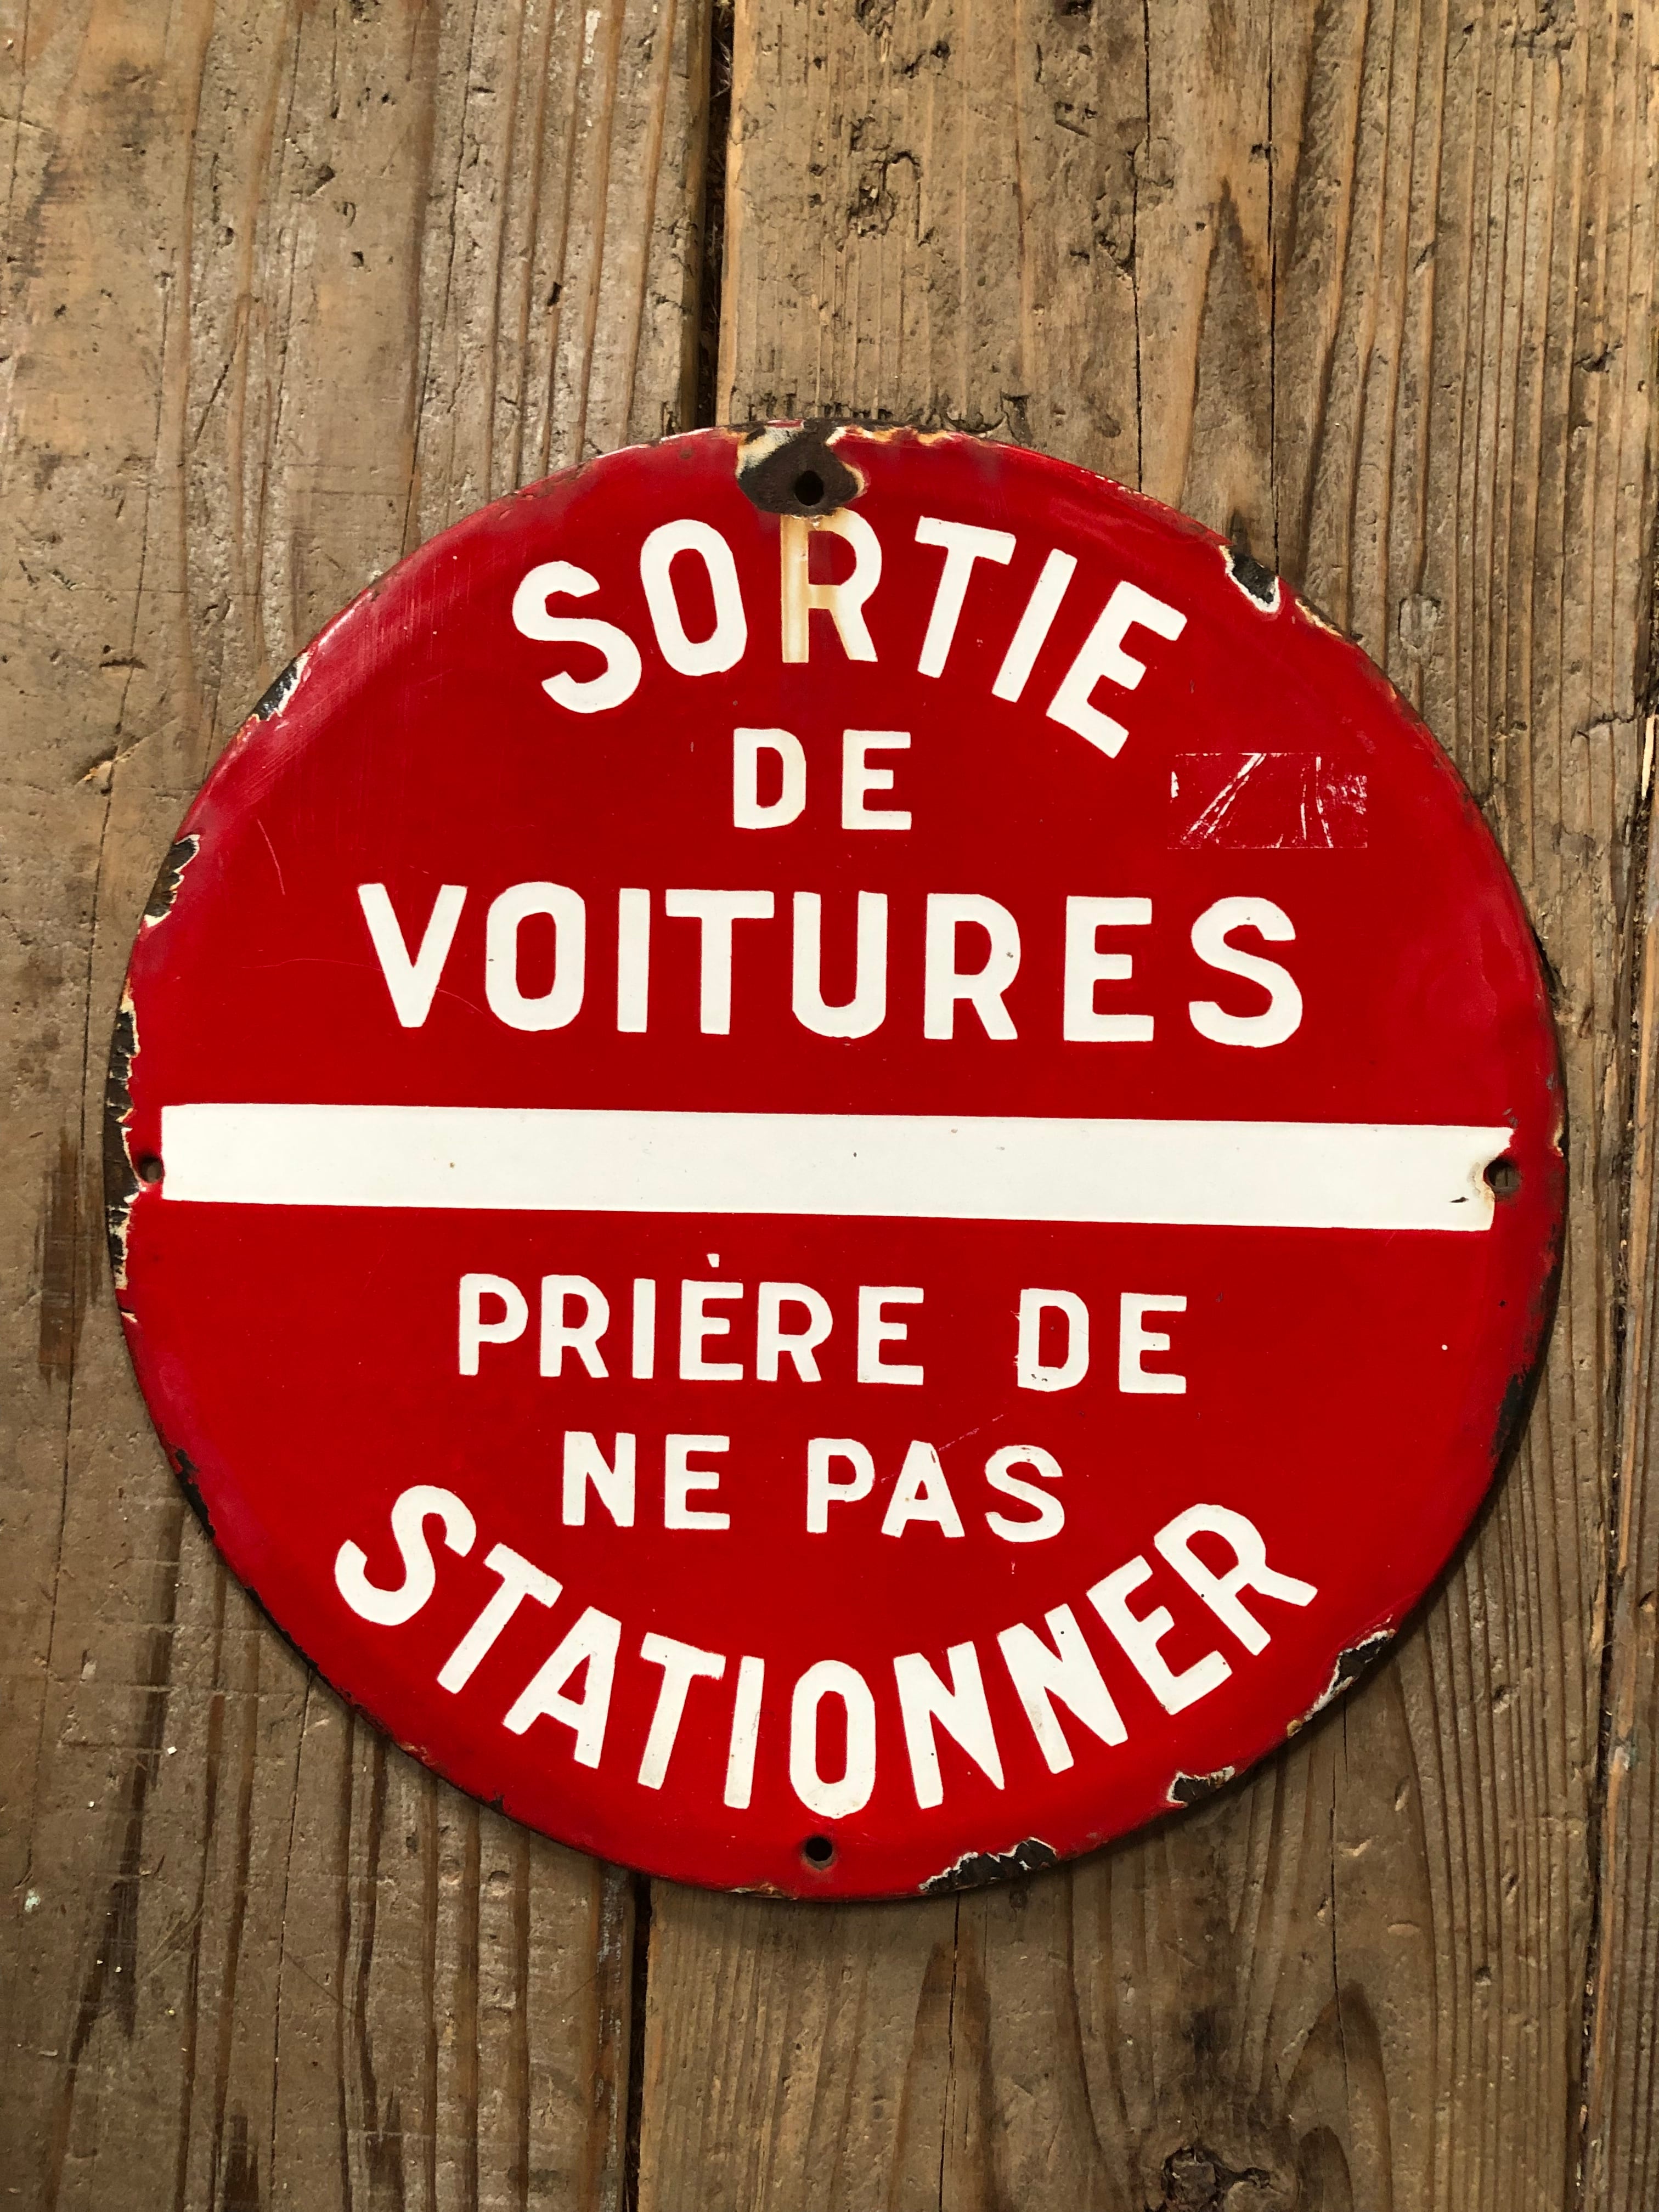 SORTIE
DE
VOITURES
PRIÈRE DE
NE PAS
STATIONNER